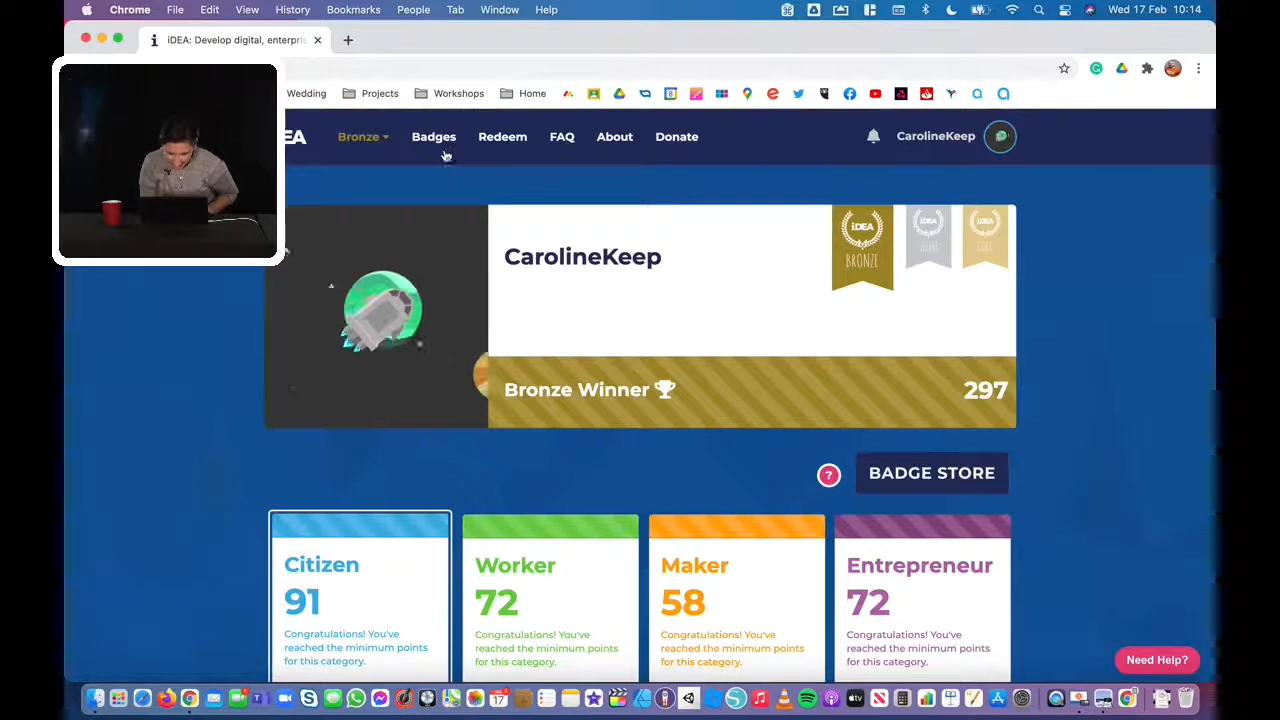 Chrome File Edit View History Bookmarks People Tab Window Help Wed 17 Feb 10:14
iDEA: Develop digital, enterpris
Wedding Projects Workshops Home
EA Bronze Badges Redeem FAQ About Donate CarolineKeep
CarolineKeep
iDEA
BRONZE
Bronze Winner 297
? BADGE STORE
Citizen Worker Maker Entrepreneur
91 72 58 72
Congratulations! You've reached the minimum points for this category.
Congratulations! You've reached the minimum points for this category.
Congratulations! You've reached the minimum points for this category.
Congratulations! You've reached the minimum points for this category.
Need Help?